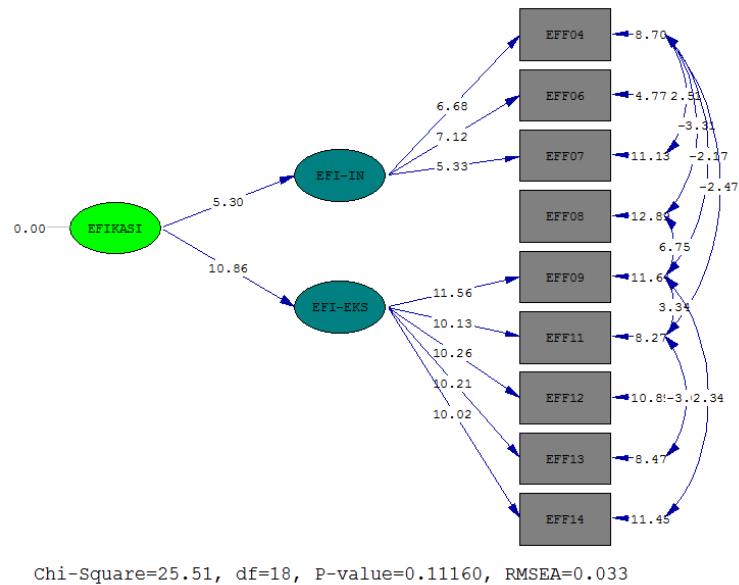 EFF04
8.70
6.68
EFF06
4.77
2.51
7.12
-3.31
EFF07
11.13
-2.17
5.33
EFI-IN
-2.47
5.30
EFF08
12.89
0.00
EFIKASI
6.75
10.86
EFF09
11.56
EFI-EKS
3.34
EFF11
8.27
10.13
10.26
EFF12
2.34
10.21
10.02
EFF13
8.47
EFF14
11.45
Chi-Square=25.51, df=18, P-value=0.11160, RMSEA=0.033